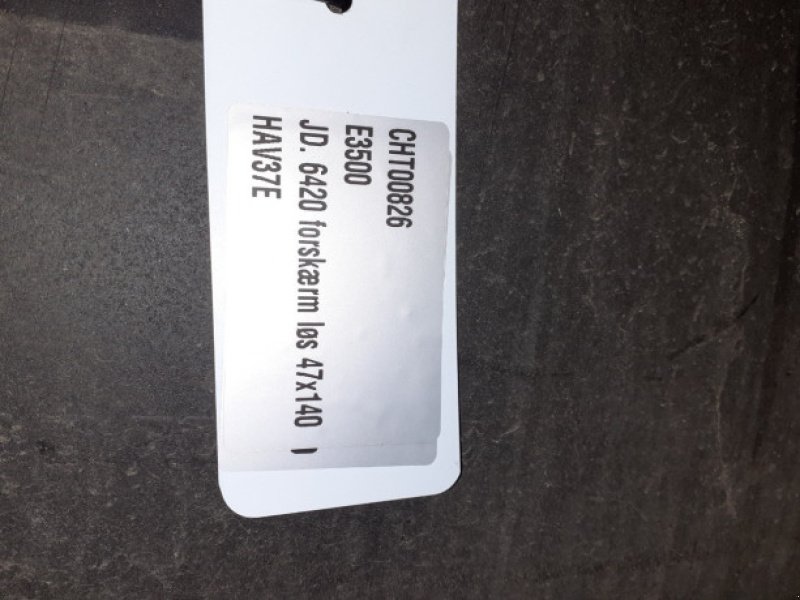 CHT00826
E3500
JD. 6420 forskærm løs 47x140
HAV37E